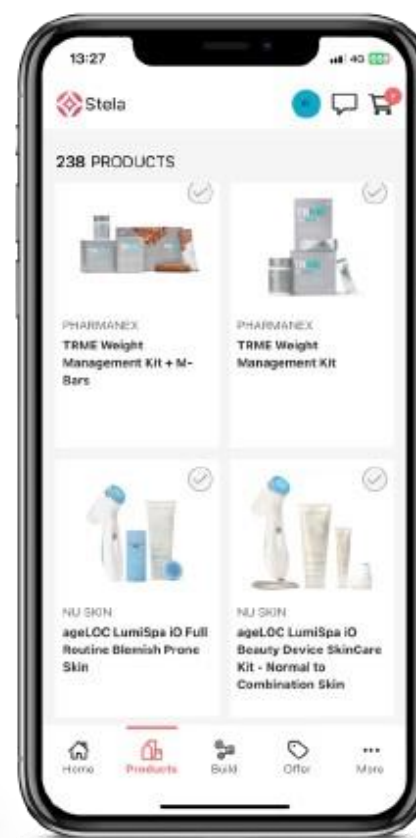 13:27
4G
Stela
238 PRODUCTS
PHARMANEX
TRME Weight
Management Kit + M-
Bars
PHARMANEX
TRME Weight
Management Kit
NU SKIN
ageLOC LumiSpa iO Full
Routine Blemish Prone
Skin
NU SKIN
ageLOC LumiSpa iO
Beauty Device SkinCare
Kit - Normal to
Combination Skin
Home
Products
Build
Offer
More